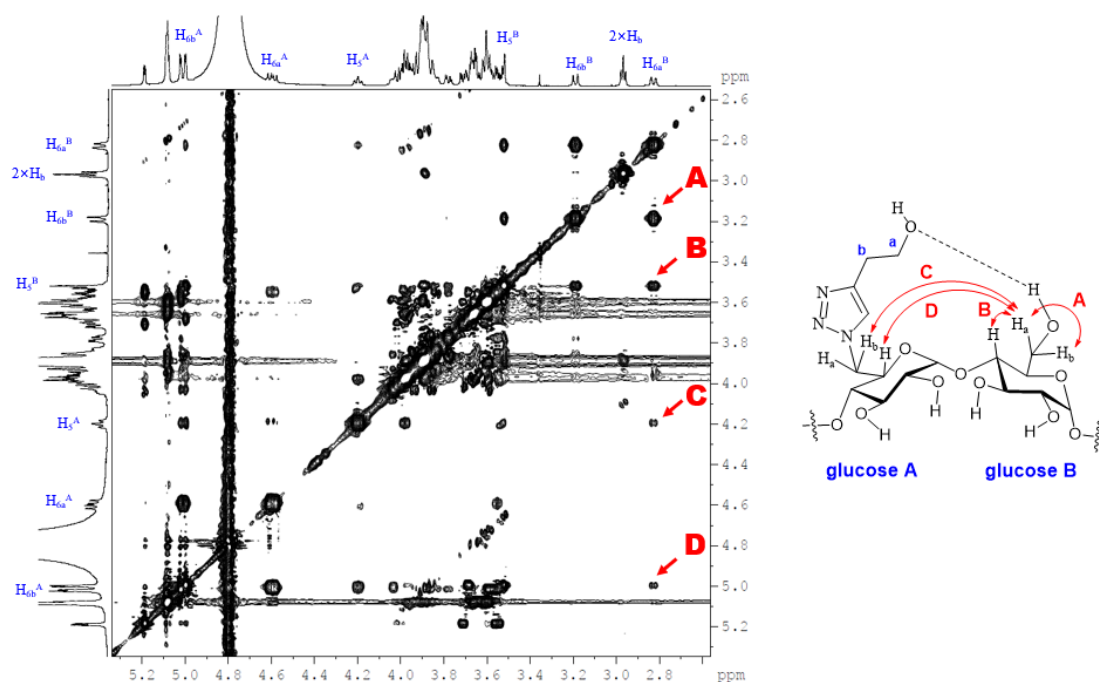 H6bA
H6aA
H5A
H5B
H6bB
2×Hb
H6aB
ppm
ppm
H6aB
2×Hb
H6bB
H5B
H5A
H6aA
H6bA
2.6
2.8
3.0
3.2
3.4
3.6
3.8
4.0
4.2
4.4
4.6
4.8
5.0
5.2
A
B
C
D
5.2 5.0 4.8 4.6 4.4 4.2 4.0 3.8 3.6 3.4 3.2 3.0 2.8
ppm
H
O
b
a
C
D
N
N
N
H
O
A
B
Ha
Hb
Hb
H
Ha
H
O
O
O
O
H
O
O
H
O
H
O
H
O
H
O
glucose A
glucose B